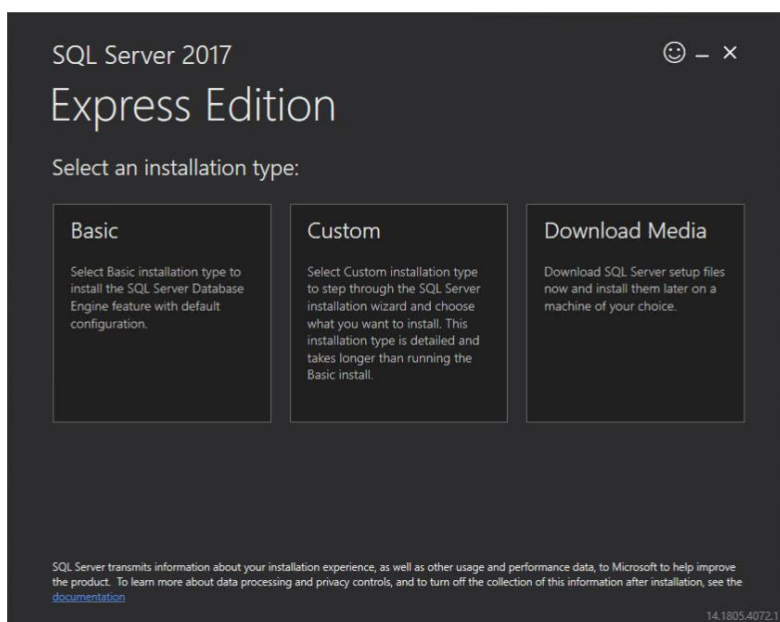 SQL Server 2017
Express Edition
Select an installation type:
Basic
Select Basic installation type to
install the SQL Server Database
Engine feature with default
configuration.
Custom
Select Custom installation type
to step through the SQL Server
installation wizard and choose
what you want to install. This
installation type is detailed and
takes longer than running the
Basic install.
Download Media
Download SQL Server setup files
now and install them later on a
machine of your choice.
SQL Server transmits information about your installation experience, as well as other usage and performance data, to Microsoft to help improve
the product. To learn more about data processing and privacy controls, and to turn off the collection of this information after installation, see the
documentation
14.1805.4072.1